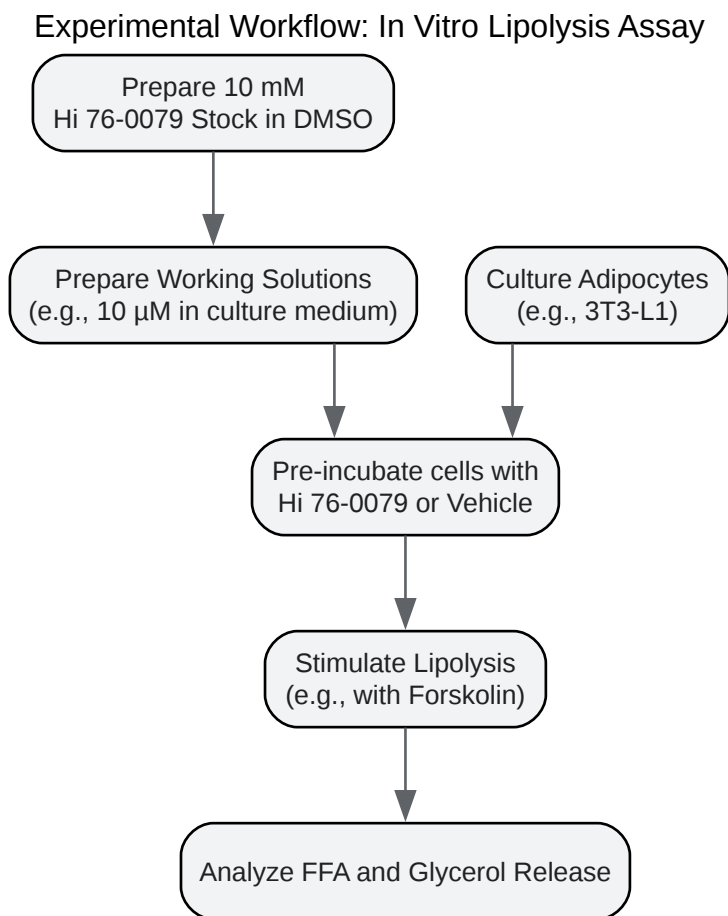 Experimental Workflow: In Vitro Lipolysis Assay
Prepare 10 mM
Hi 76-0079 Stock in DMSO
Prepare Working Solutions
(e.g., 10 µM in culture medium)
Culture Adipocytes
(e.g., 3T3-L1)
Pre-incubate cells with
Hi 76-0079 or Vehicle
Stimulate Lipolysis
(e.g., with Forskolin)
Analyze FFA and Glycerol Release